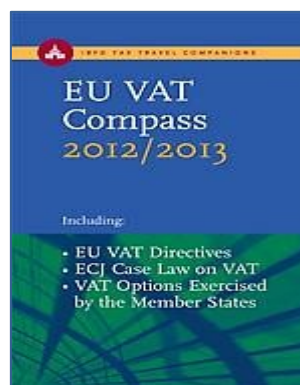 IBFD TAX TRAVEL COMPANIONS
EU VAT
Compass
2012/2013
Including:
• EU VAT Directives
• ECJ Case Law on VAT
• VAT Options Exercised
by the Member States